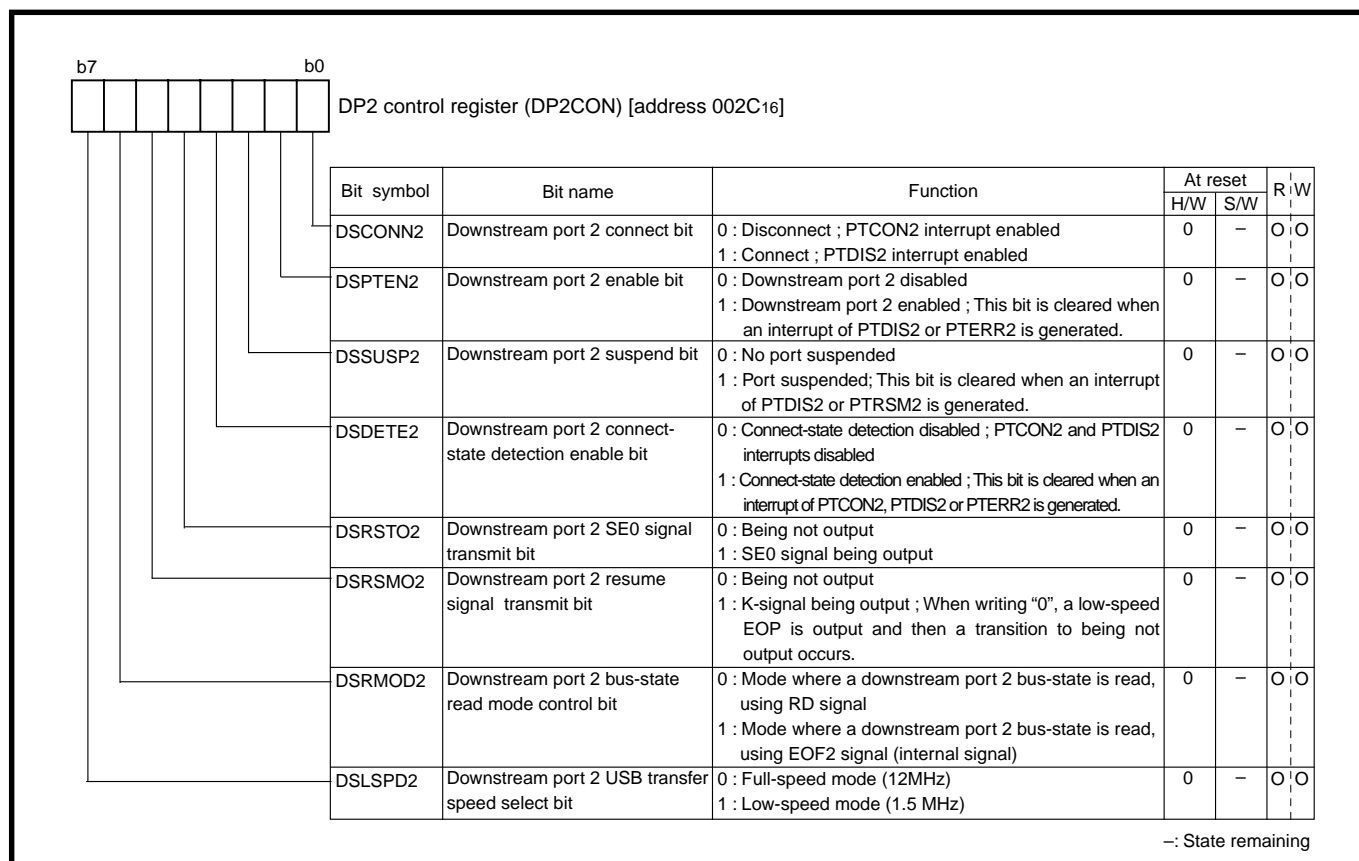 b7 b0
DP2 control register (DP2CON) [address 002C16]
Bit symbol Bit name Function At reset R W
H/W S/W
DSCONN2 Downstream port 2 connect bit 0 : Disconnect ; PTCON2 interrupt enabled 0 – O O
1 : Connect ; PTDIS2 interrupt enabled
DSPTEN2 Downstream port 2 enable bit 0 : Downstream port 2 disabled 0 – O O
1 : Downstream port 2 enabled ; This bit is cleared when
an interrupt of PTDIS2 or PTERR2 is generated.
DSSUSP2 Downstream port 2 suspend bit 0 : No port suspended 0 – O O
1 : Port suspended; This bit is cleared when an interrupt
of PTDIS2 or PTRSM2 is generated.
DSDETE2 Downstream port 2 connect- 0 : Connect-state detection disabled ; PTCON2 and PTDIS2 0 – O O
state detection enable bit interrupts disabled
1 : Connect-state detection enabled ; This bit is cleared when an
interrupt of PTCON2, PTDIS2 or PTERR2 is generated.
DSRSTO2 Downstream port 2 SE0 signal 0 : Being not output 0 – O O
transmit bit 1 : SE0 signal being output
DSRSMO2 Downstream port 2 resume 0 : Being not output 0 – O O
signal transmit bit 1 : K-signal being output ; When writing “0”, a low-speed
EOP is output and then a transition to being not
output occurs.
DSRMOD2 Downstream port 2 bus-state 0 : Mode where a downstream port 2 bus-state is read, 0 – O O
read mode control bit using RD signal
1 : Mode where a downstream port 2 bus-state is read,
using EOF2 signal (internal signal)
DSLSPD2 Downstream port 2 USB transfer 0 : Full-speed mode (12MHz) 0 – O O
speed select bit 1 : Low-speed mode (1.5 MHz)
–: State remaining